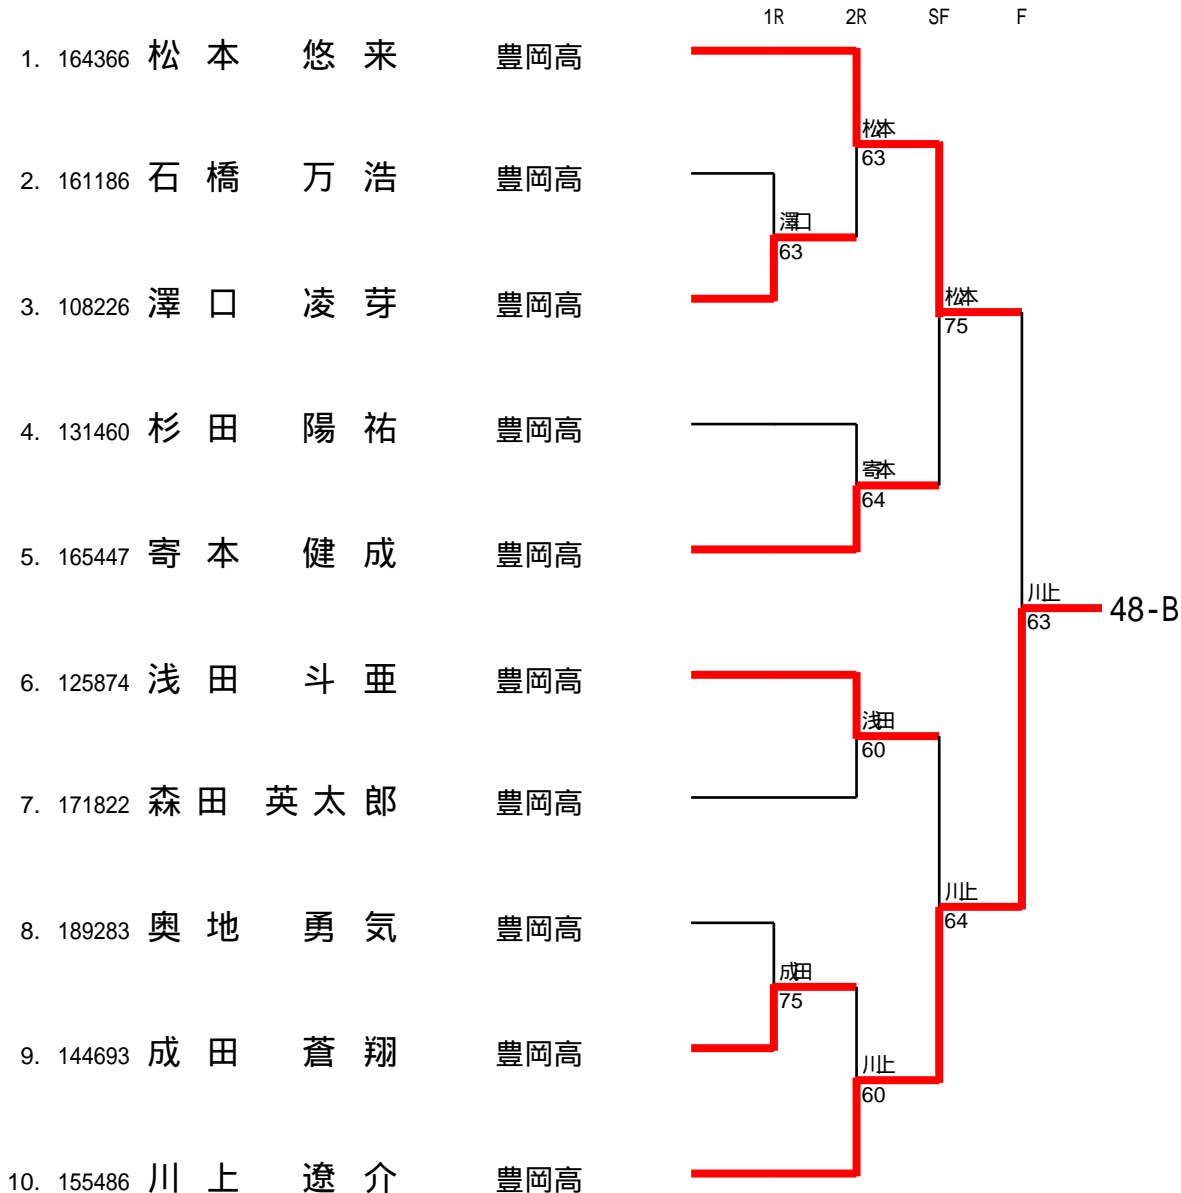 1R 2R SF F
1. 164366 松本 悠来 豊岡高
松本
63
2. 161186 石橋 万浩 豊岡高
澤口
63
3. 108226 澤口 凌芽 豊岡高
松本
75
4. 131460 杉田 陽祐 豊岡高
寄本
64
5. 165447 寄本 健成 豊岡高
川上
63
48-B
6. 125874 浅田 斗亜 豊岡高
浅田
60
7. 171822 森田 英太郎 豊岡高
川上
64
8. 189283 奥地 勇気 豊岡高
成田
75
9. 144693 成田 蒼翔 豊岡高
川上
60
10. 155486 川上 遼介 豊岡高